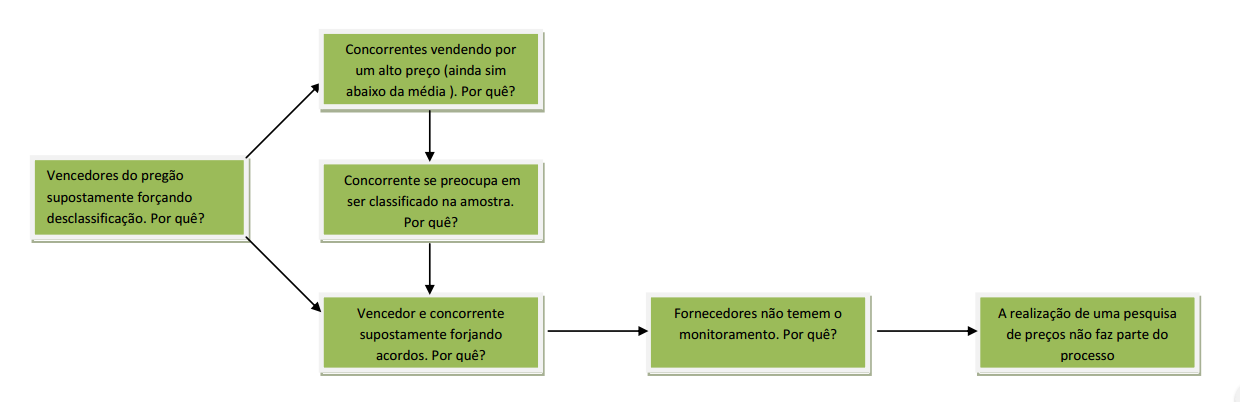 Concorrentes vendendo por
um alto preço (ainda sim
abaixo da média ). Por quê?
Vencedores do pregão
supostamente forçando
desclassificação. Por quê?
Concorrente se preocupa em
ser classificado na amostra.
Por quê?
Vencedor e concorrente
supostamente forjando
acordos. Por quê?
Fornecedores não temem o
monitoramento. Por quê?
A realização de uma pesquisa
de preços não faz parte do
processo